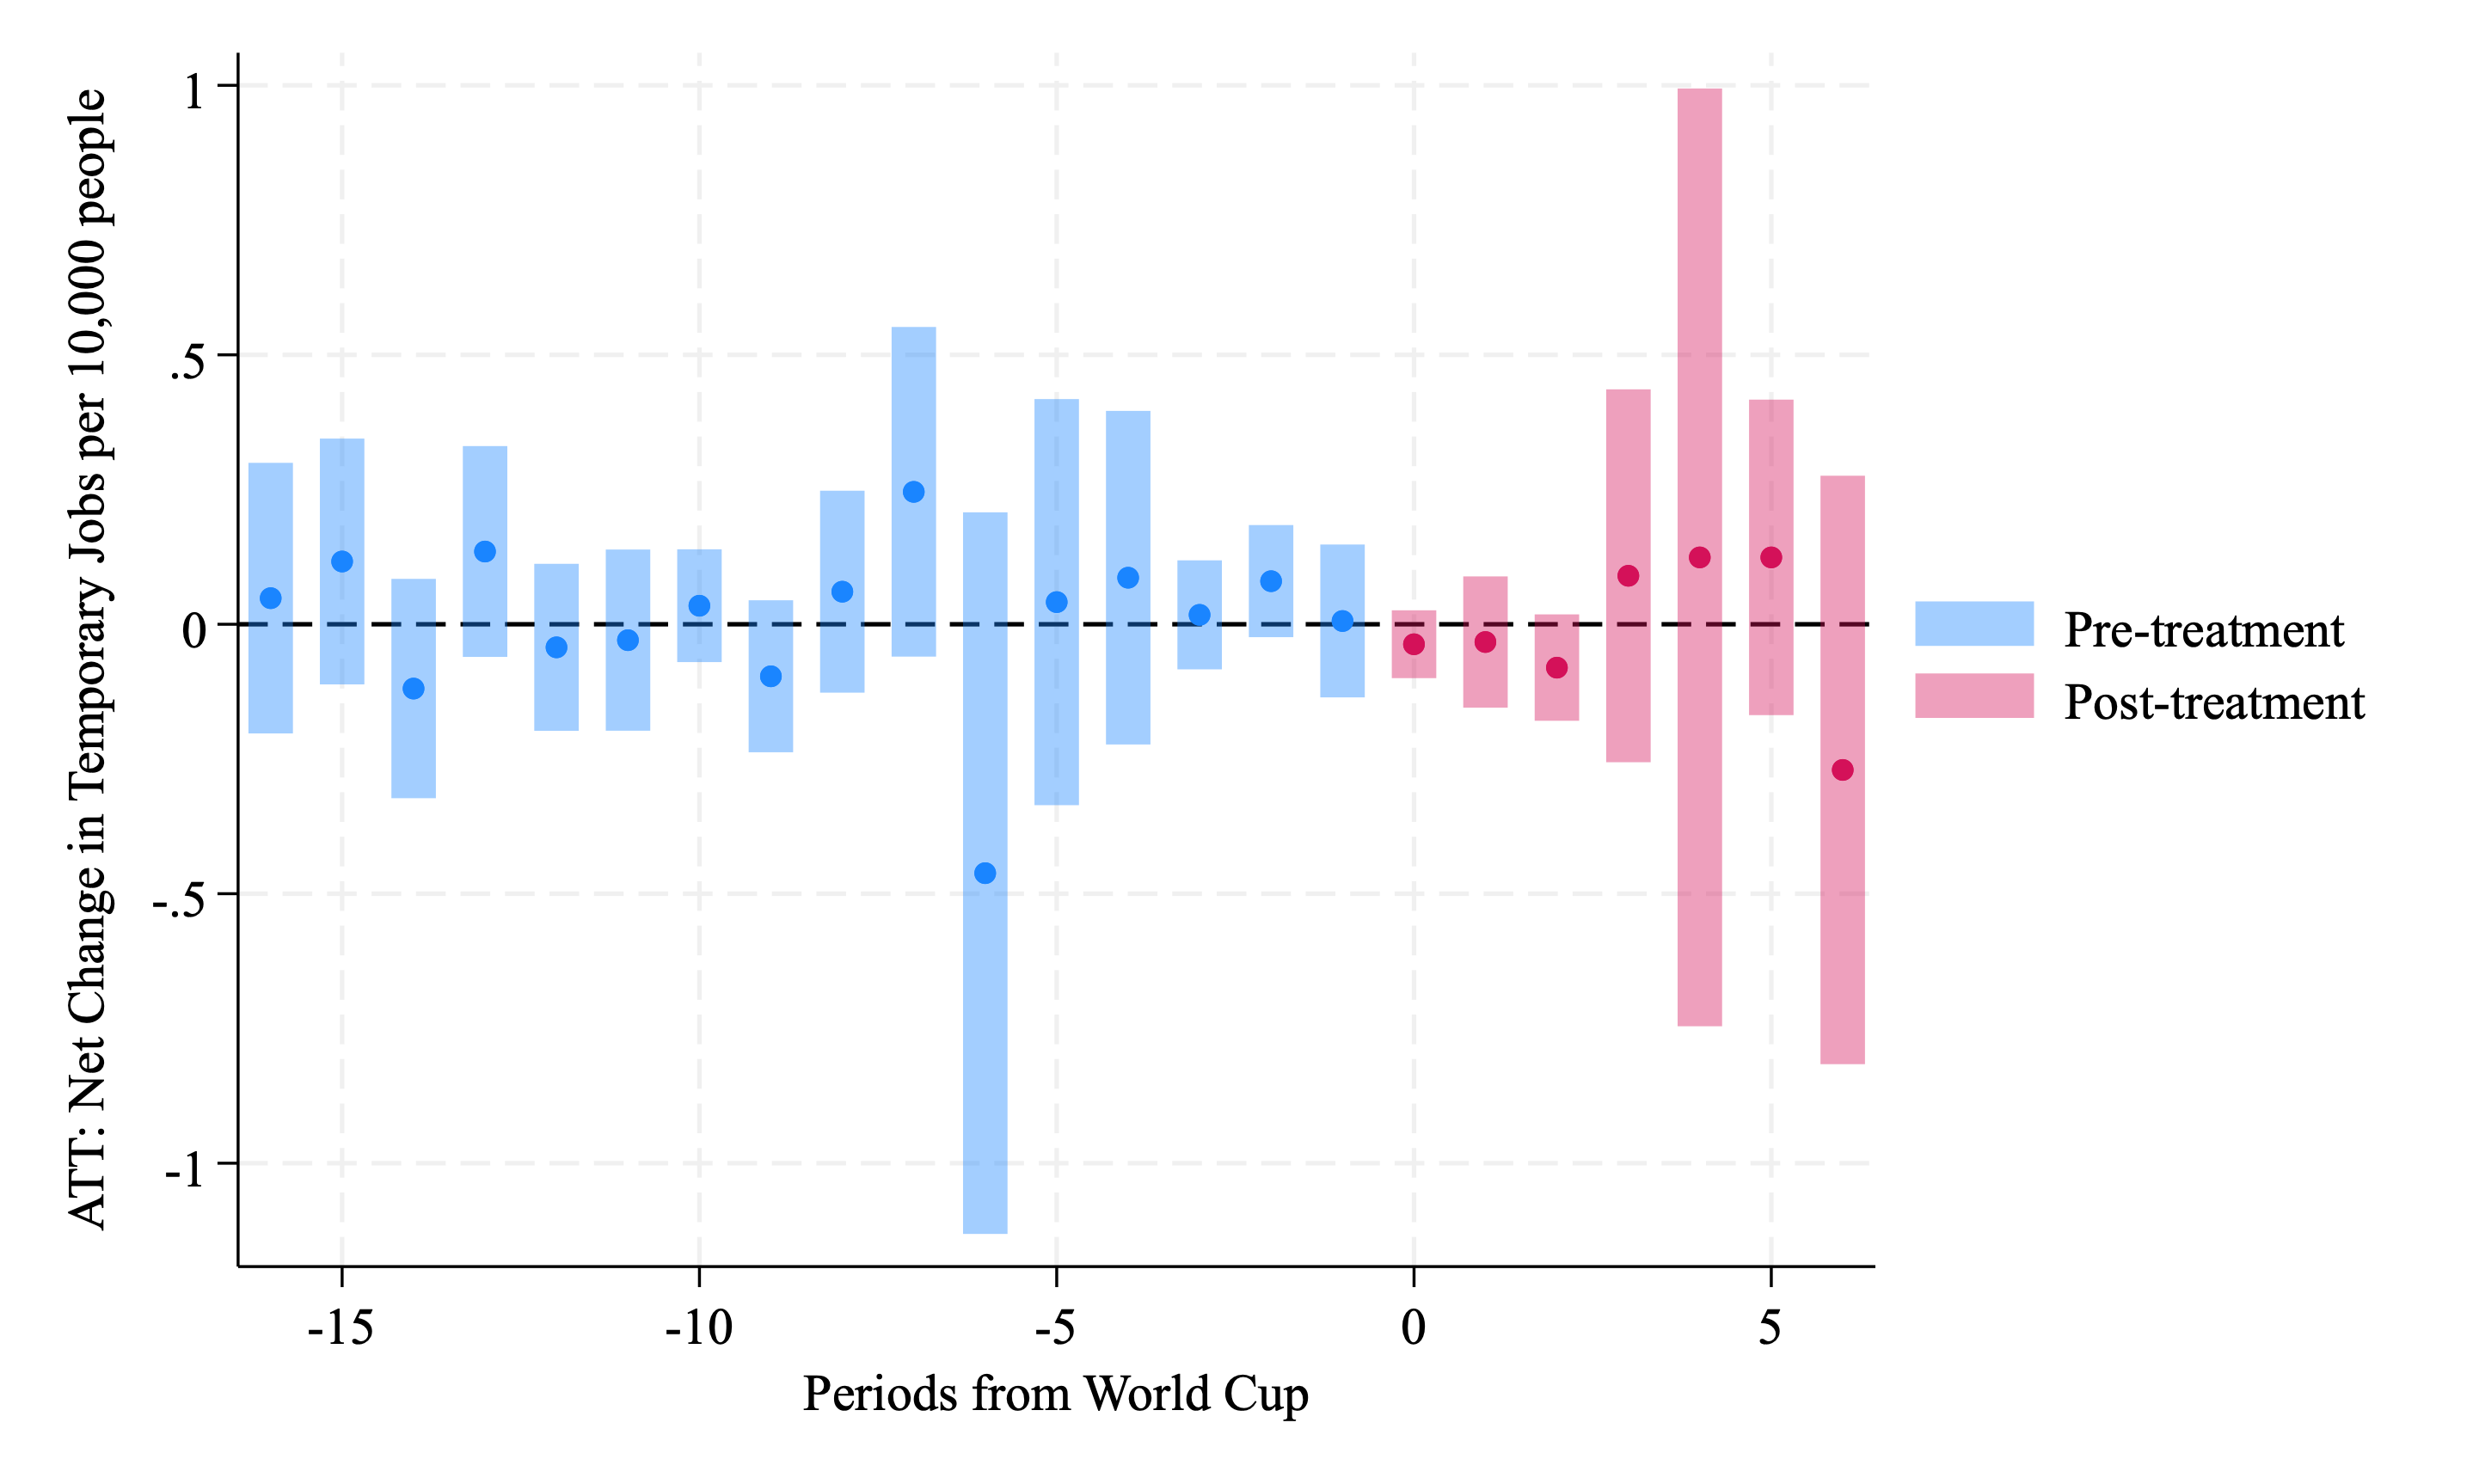 ATT: Net Change in Temporary Jobs per 10,000 people
1
.5
0
-.5
-1
-15 -10 -5 0 5
Periods from World Cup
Pre-treatment
Post-treatment